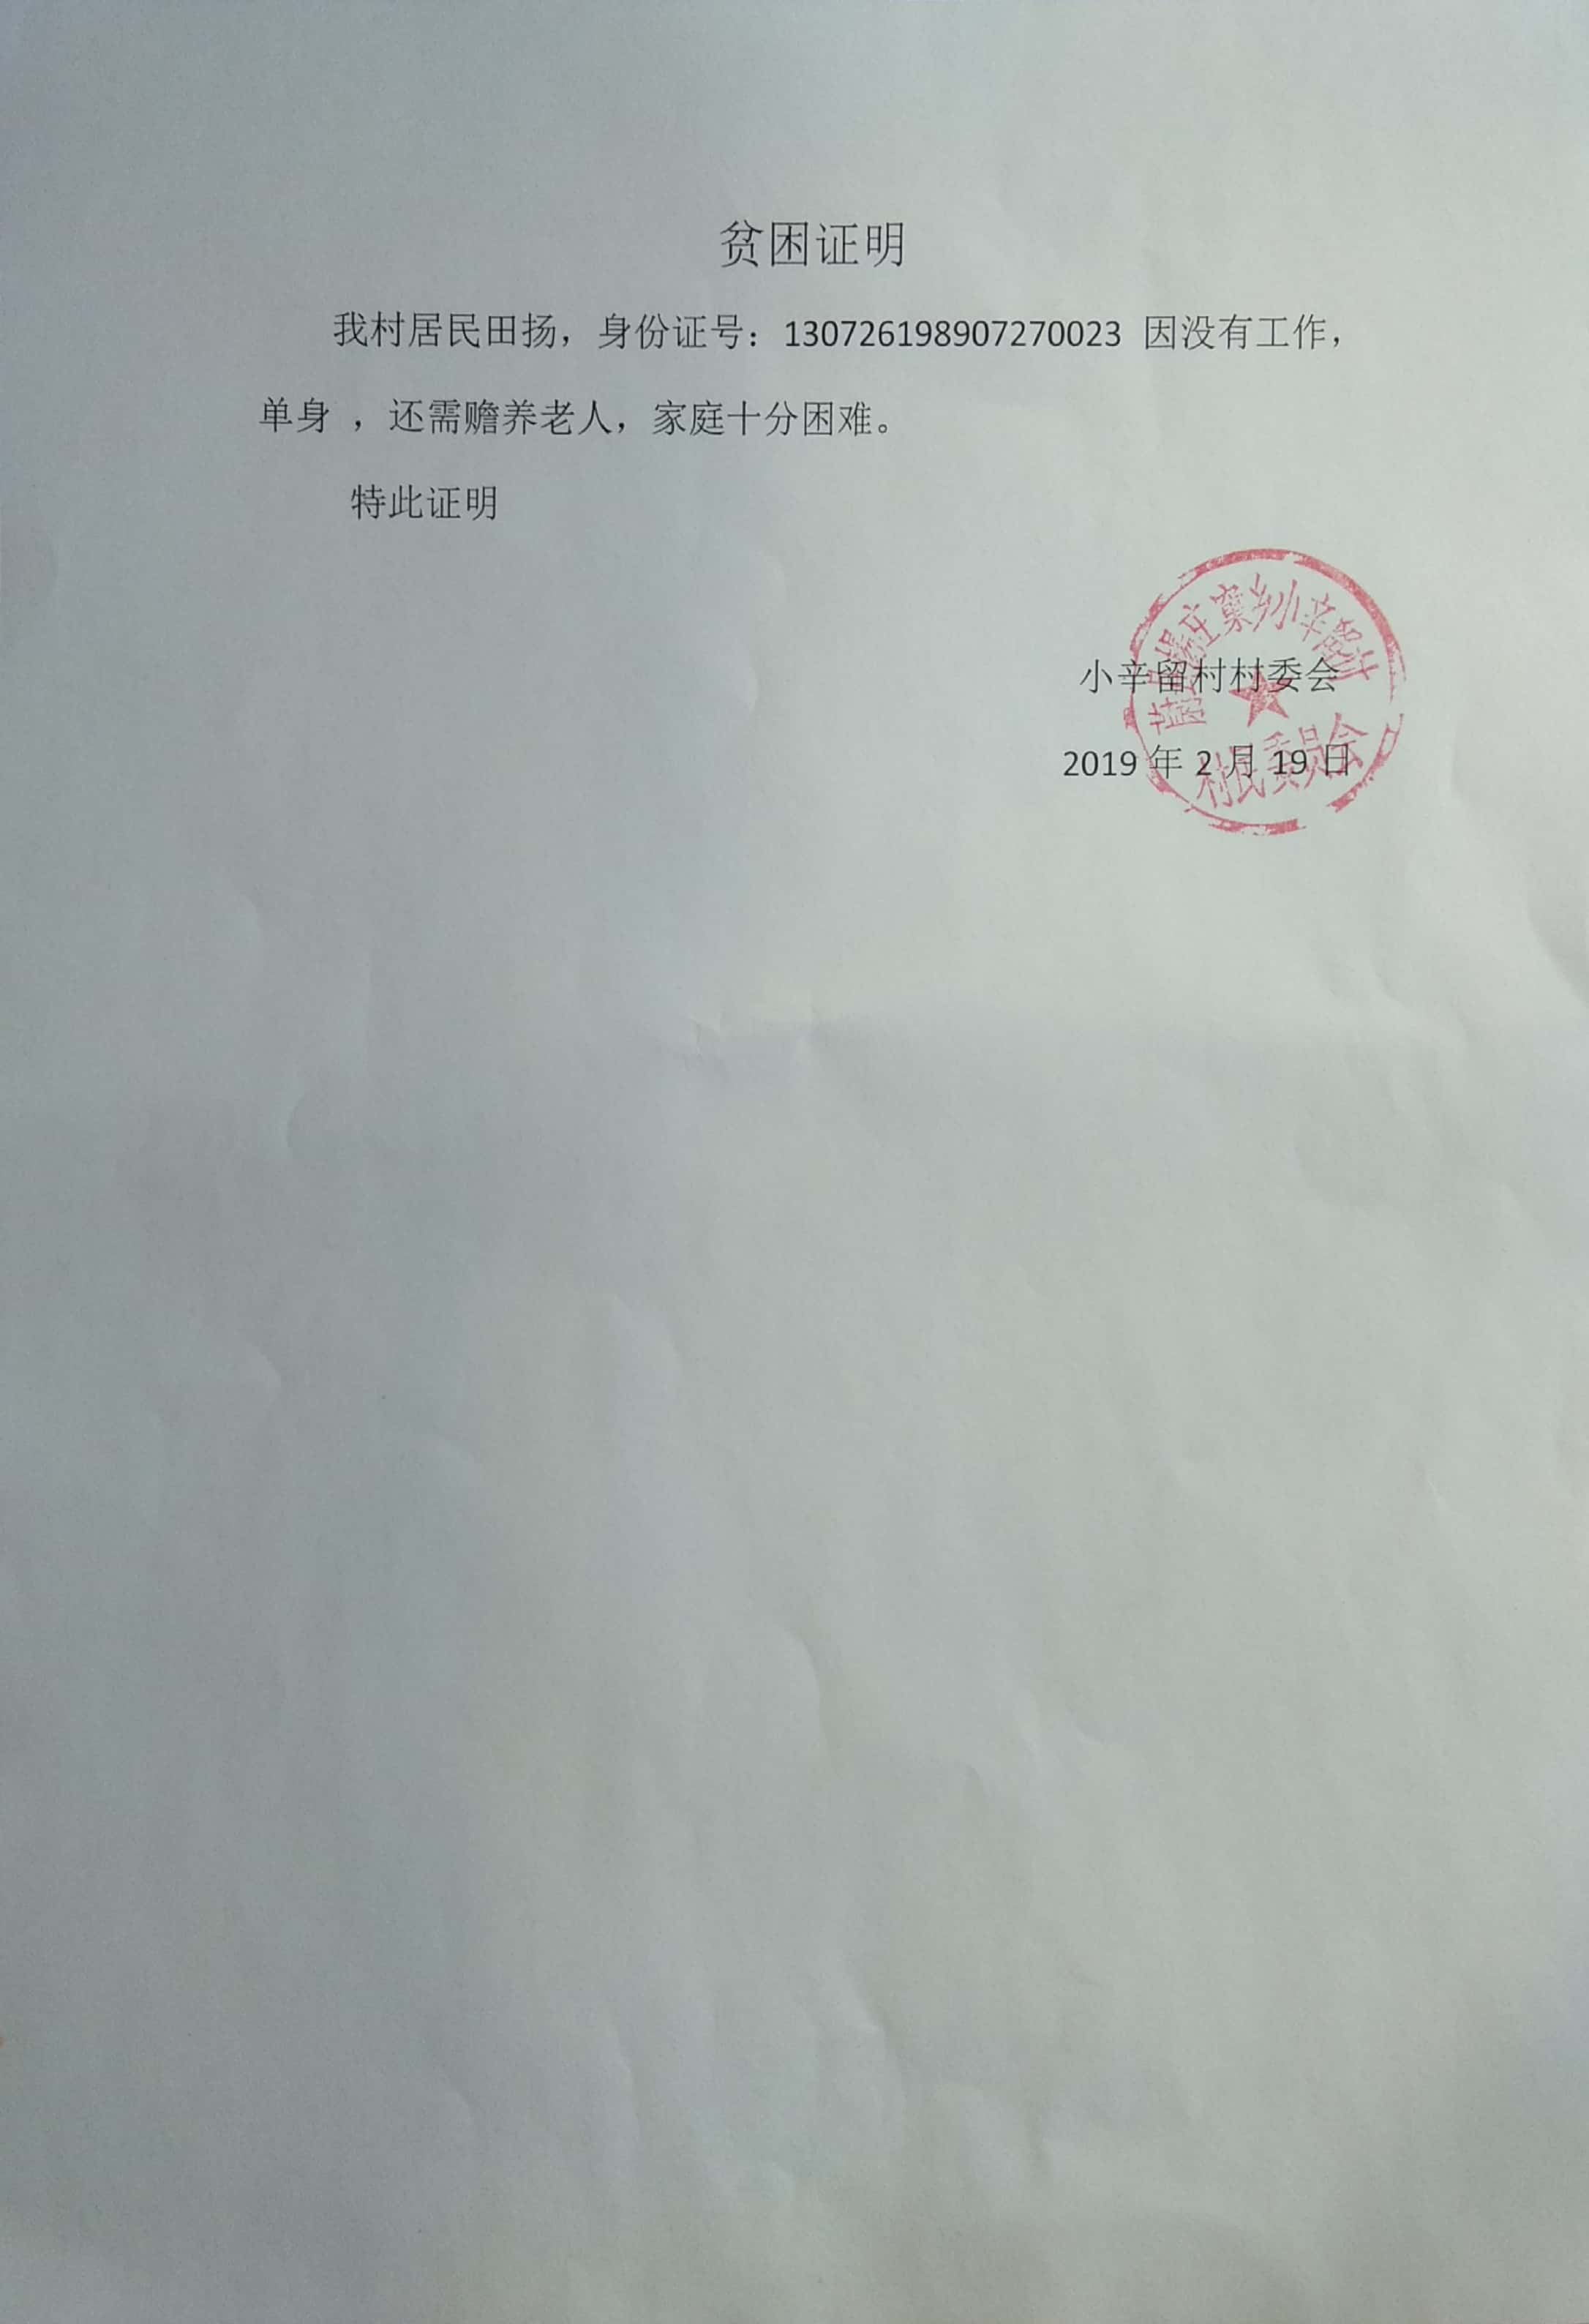 贫困证明
我村居民田扬，身份证号：130726198907270023 因没有工作，
单身 ，还需赡养老人，家庭十分困难。
特此证明
小辛留村村委会
2019 年 2 月 19 日
乡小辛留村
村民委员会